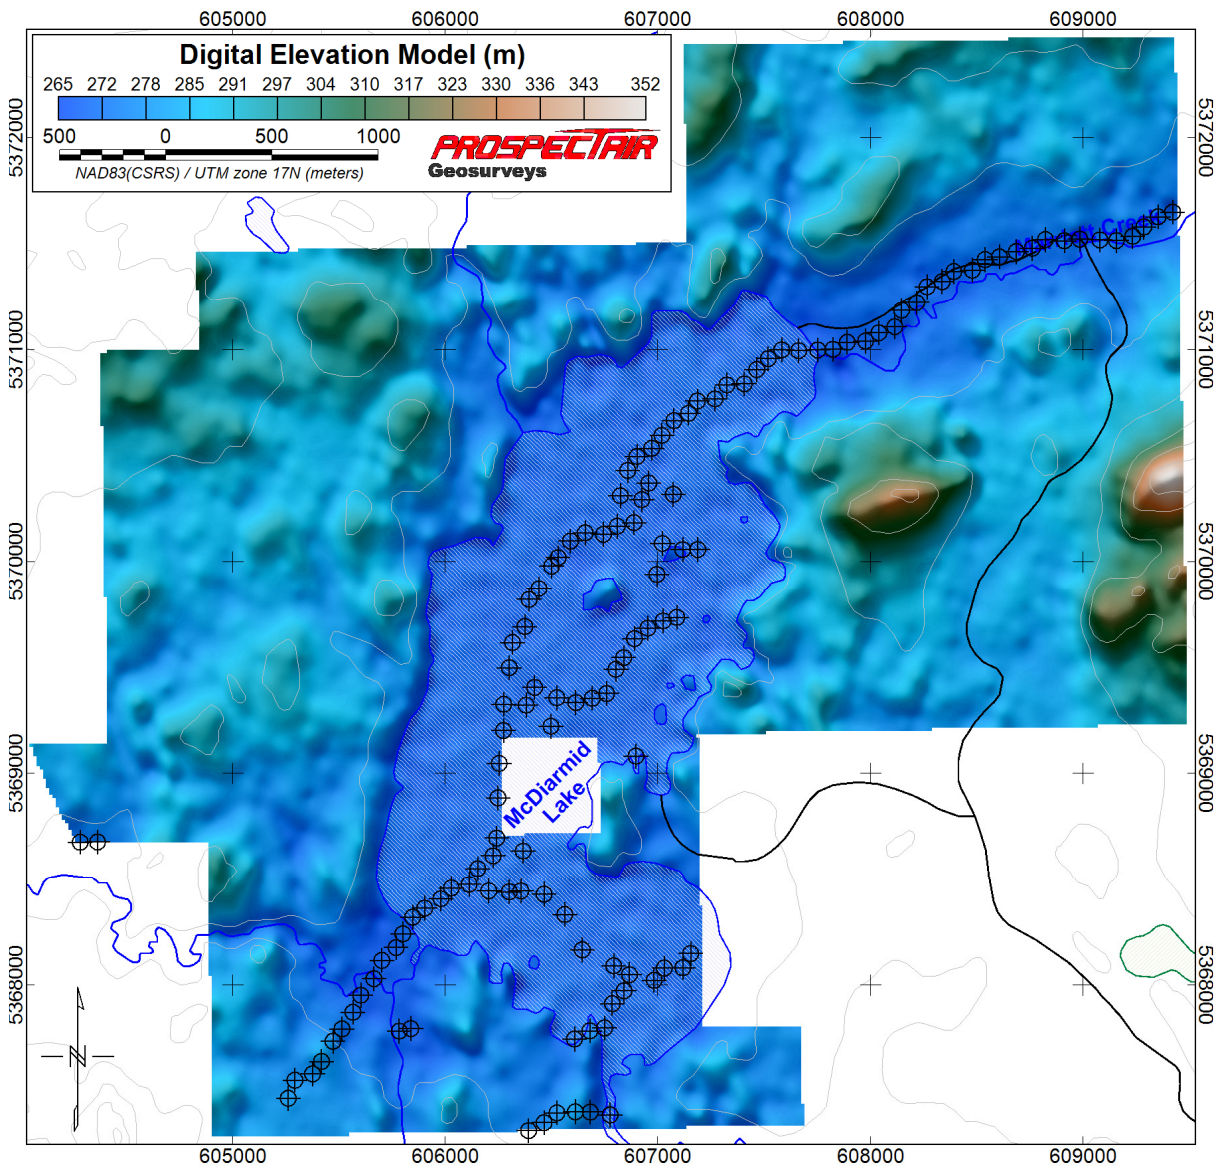 605000 606000 607000 608000 609000
Digital Elevation Model (m)
265 272 278 285 291 297 304 310 317 323 330 336 343 352
500 0 500 1000
NAD83(CSRS) / UTM zone 17N (meters)
PROSPECTAIR
Geosurveys
5372000
5372000
Creek
5371000
5371000
5370000
5370000
McDiarmid
Lake
5369000
5369000
5368000
5368000
N
605000 606000 607000 608000 609000